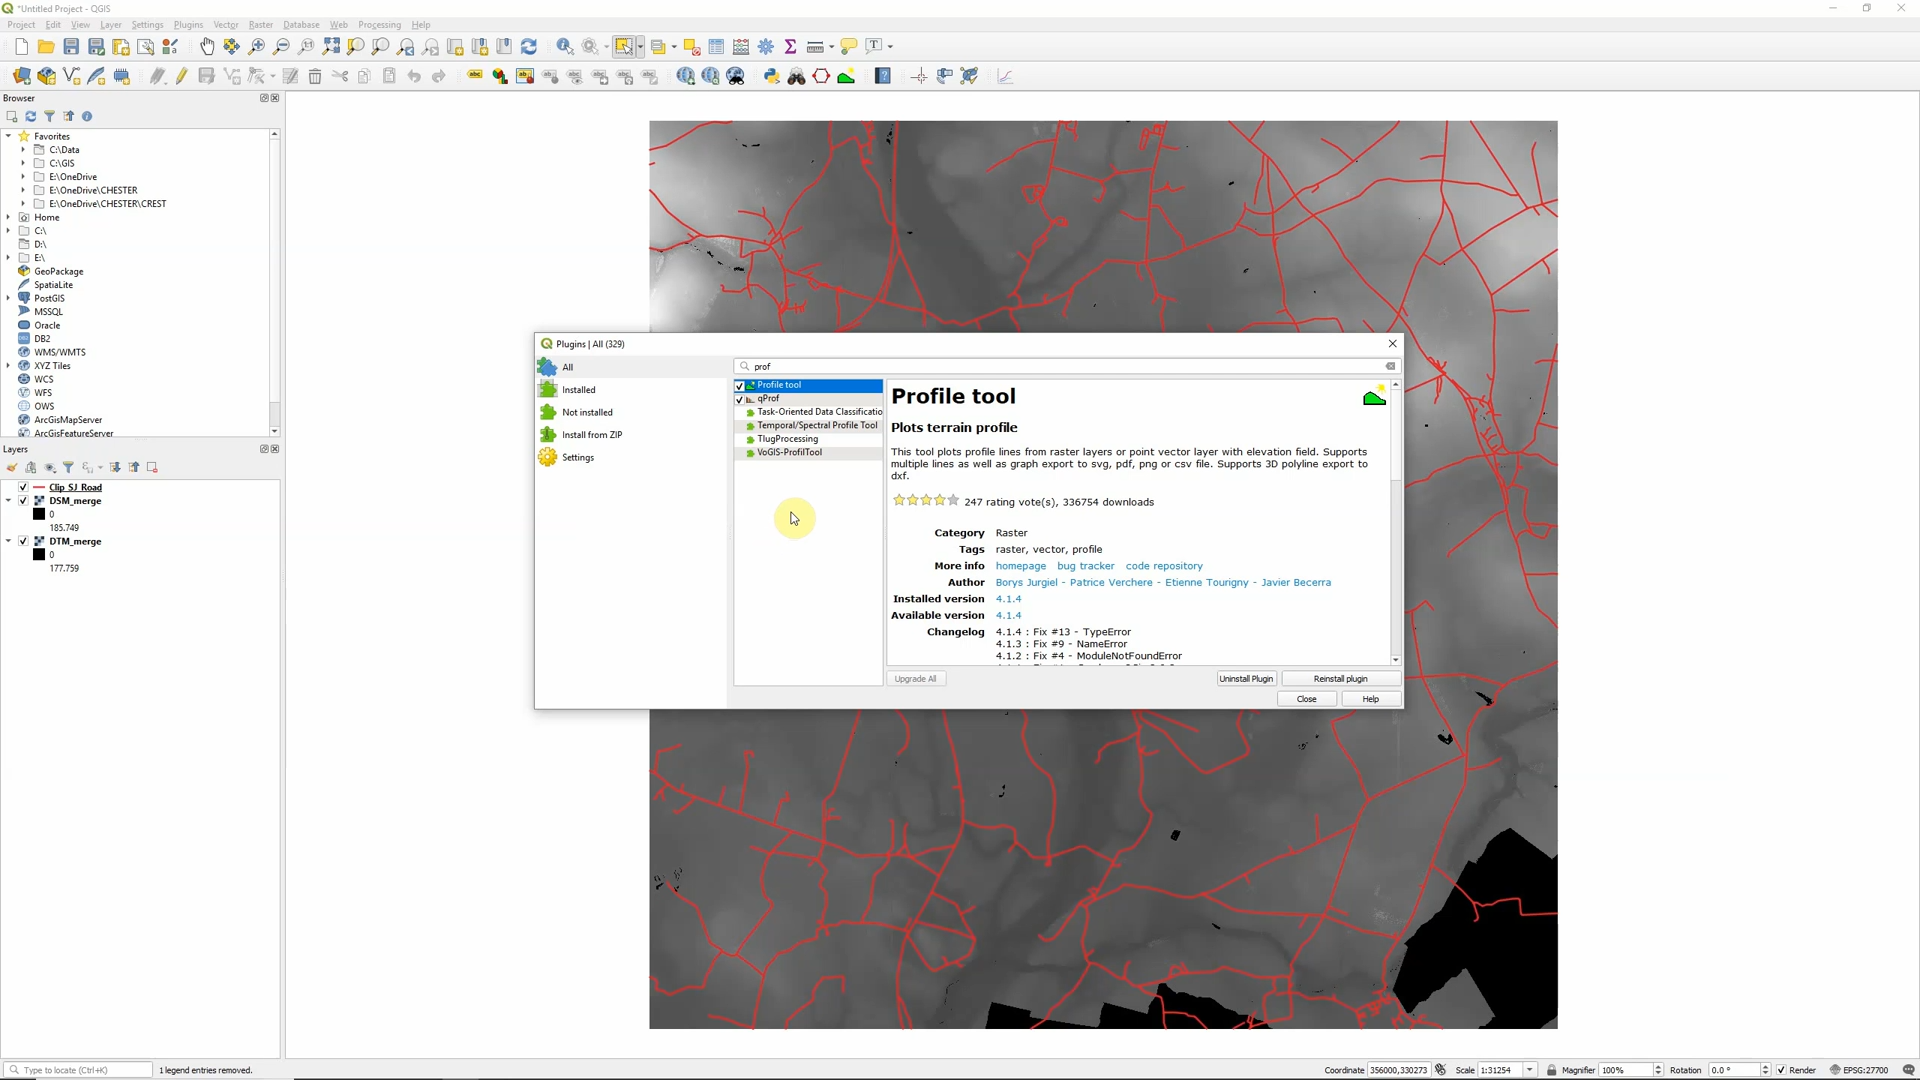 *Untitled Project - QGIS
Project Edit View Layer Settings Plugins Vector Raster Database Web Mesh Processing Help
Browser
Favorites
C:\Data
C:\GIS
E:\OneDrive
E:\OneDrive\CHESTER
E:\OneDrive\CHESTER\CREST
Home
C:\
D:\
E:\
GeoPackage
SpatiaLite
PostGIS
MSSQL
Oracle
DB2
WMS/WMTS
XYZ Tiles
WCS
WFS
OWS
ArcGisMapServer
ArcGisFeatureServer
Layers
Clip_SJ_Road
DSM_merge
0
185.749
DTM_merge
0
177.759
Plugins | All (329)
All
Installed
Not installed
Install from ZIP
Settings
prof
Profile tool
qProf
Task-Oriented Data Classificatio
Temporal/Spectral Profile Tool
TlugProcessing
VoGIS-ProfilTool
Profile tool
Plots terrain profile
This tool plots profile lines from raster layers or point vector layer with elevation field. Supports
multiple lines as well as graph export to svg, pdf, png or csv file. Supports 3D polyline export to
dxf.
247 rating vote(s), 336754 downloads
Category Raster
Tags raster, vector, profile
More info homepage bug tracker code repository
Author Borys Jurgiel - Patrice Verchere - Etienne Tourigny - Javier Becerra
Installed version 4.1.4
Available version 4.1.4
Changelog 4.1.4 : Fix #13 - TypeError
4.1.3 : Fix #9 - NameError
4.1.2 : Fix #4 - ModuleNotFoundError
Upgrade All Uninstall Plugin Reinstall plugin
Close Help
Type to locate (Ctrl+K) 1 legend entries removed. Coordinate 356000,330273 Scale 1:31254 Magnifier 100% Rotation 0.0 ° Render EPSG:27700